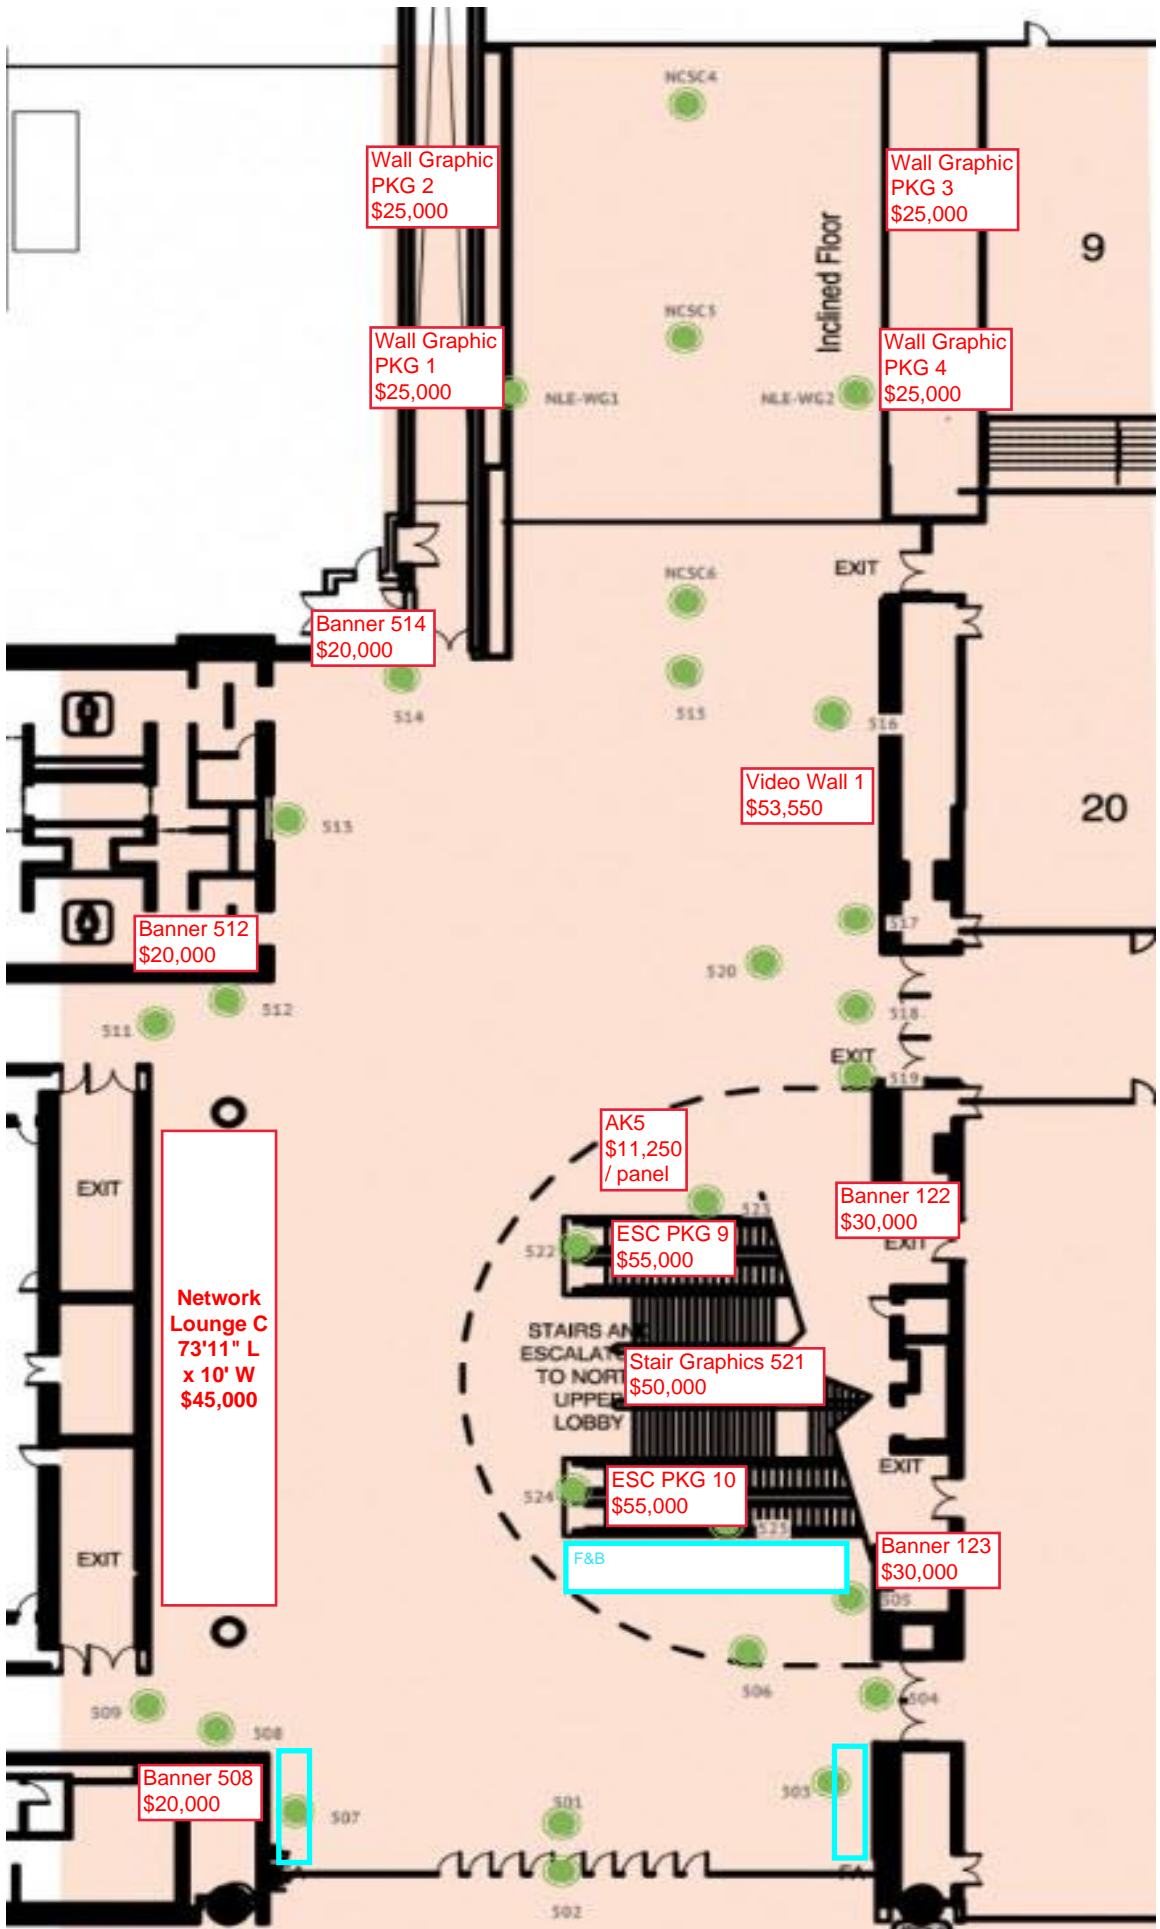 NCSC4
Wall Graphic
PKG 2
$25,000
Wall Graphic
PKG 3
$25,000
Inclined Floor
9
NCSC5
Wall Graphic
PKG 1
$25,000
Wall Graphic
PKG 4
$25,000
NLE-WG1
NLE-WG2
EXIT
NCSC6
Banner 514
$20,000
514
515
516
Video Wall 1
$53,550
20
513
Banner 512
$20,000
517
520
512
511
518
EXIT
519
AK5
$11,250
/ panel
EXIT
Banner 122
$30,000
523
522
ESC PKG 9
$55,000
EXIT
Network
Lounge C
73'11" L
x 10' W
$45,000
STAIRS AND
ESCALAT
TO NORT
UPPER
LOBBY
Stair Graphics 521
$50,000
EXIT
ESC PKG 10
$55,000
524
525
EXIT
F&B
Banner 123
$30,000
505
506
504
509
508
Banner 508
$20,000
503
507
501
502